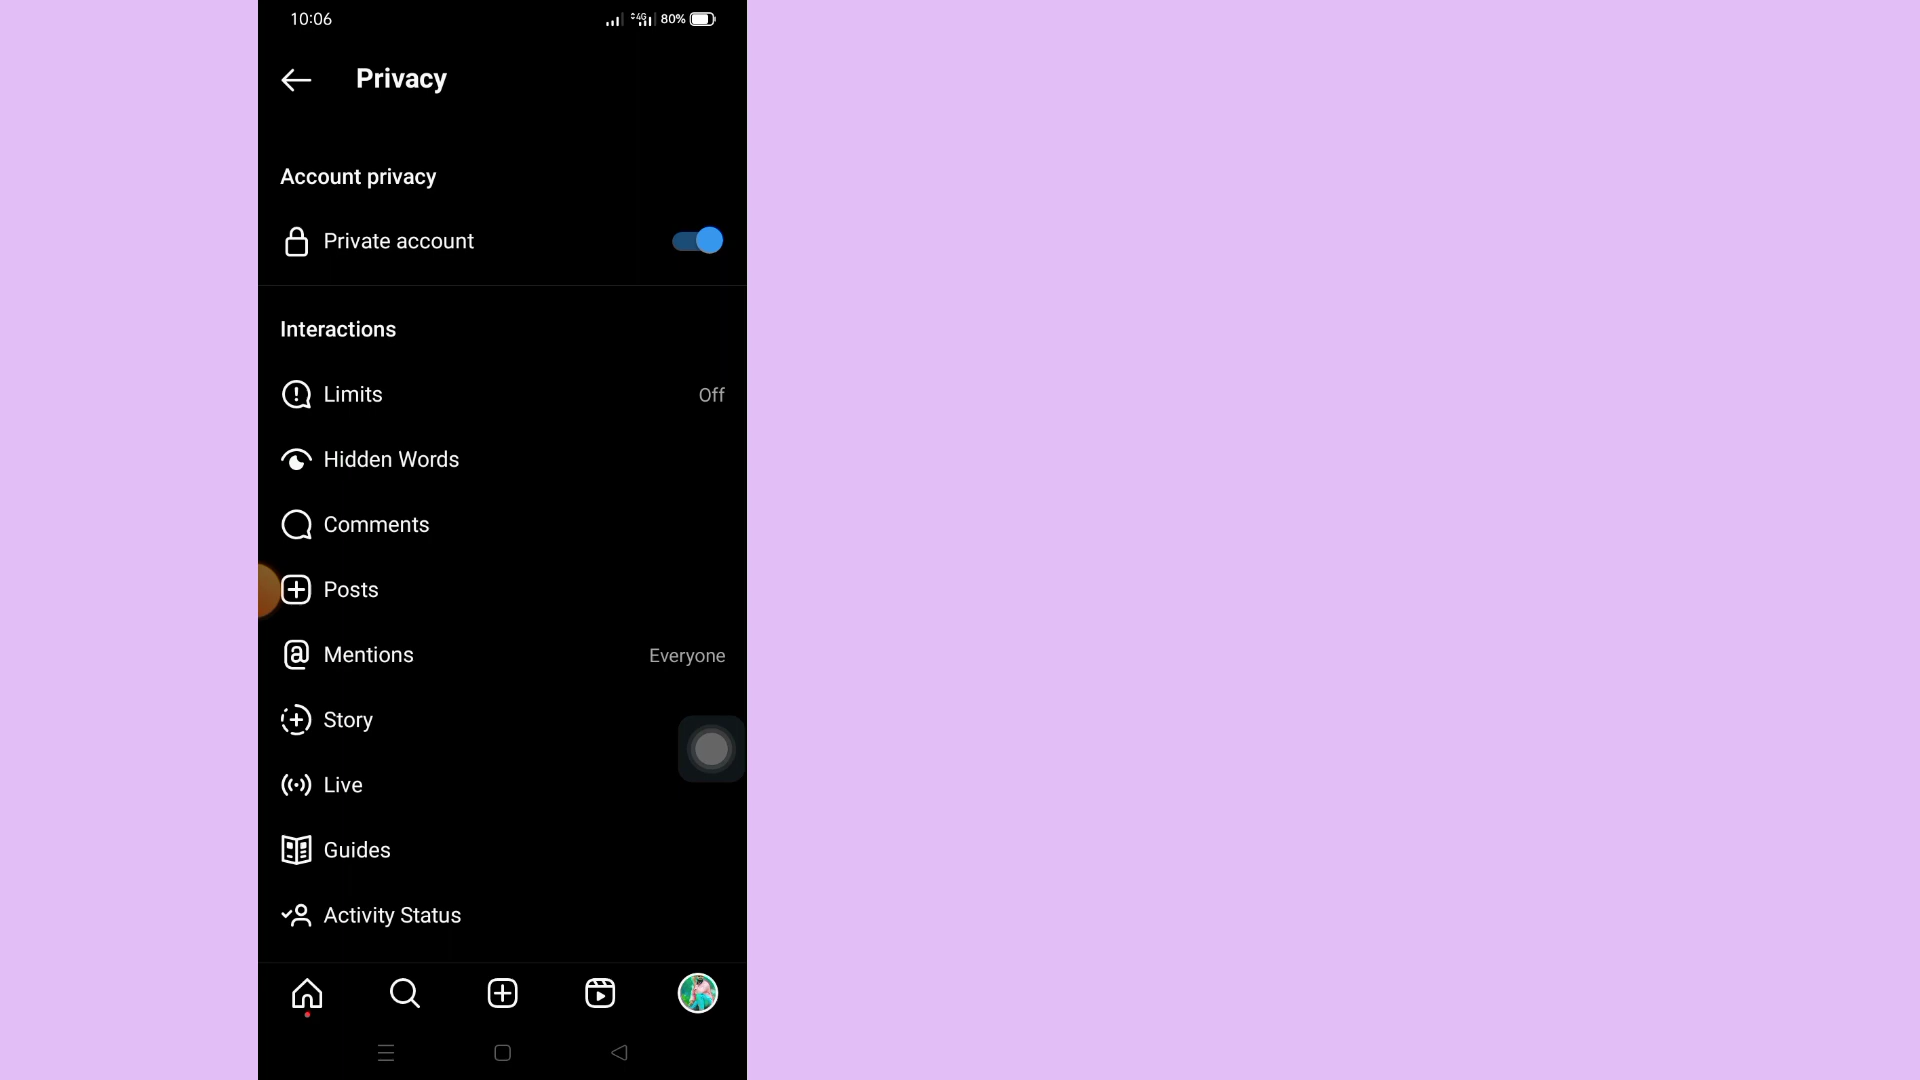 10:06 4G 80%
Privacy
Account privacy
Private account
Interactions
Limits Off
Hidden Words
Comments
Posts
Mentions Everyone
Story
Live
Guides
Activity Status